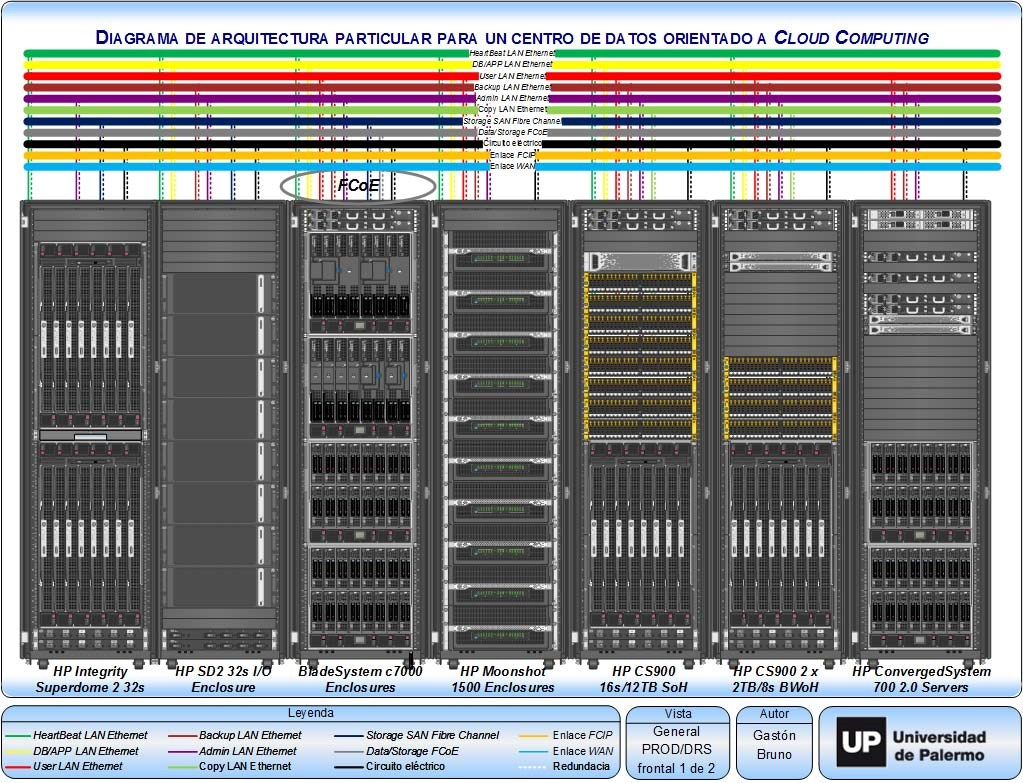 DIAGRAMA DE ARQUITECTURA PARTICULAR PARA UN CENTRO DE DATOS ORIENTADO A CLOUD COMPUTING
HeartBeat LAN Ethernet
DB/APP LAN Ethernet
User LAN Ethernet
Backup LAN Ethernet
Admin LAN Ethernet
Copy LAN Ethernet
Storage SAN Fibre Channel
Data/Storage FCoE
Circuito eléctrico
Enlace FCIP
Enlace WAN
FCoE
HP Integrity
Superdome 2 32s
HP SD2 32s I/O
Enclosure
BladeSystem c7000
Enclosures
HP Moonshot
1500 Enclosures
HP CS900
16s/12TB SoH
HP CS900 2 x
2TB/8s BWoH
HP ConvergedSystem
700 2.0 Servers
Leyenda
HeartBeat LAN Ethernet
DB/APP LAN Ethernet
User LAN Ethernet
Backup LAN Ethernet
Admin LAN Ethernet
Copy LAN Ethernet
Storage SAN Fibre Channel
Data/Storage FCoE
Circuito eléctrico
Enlace FCIP
Enlace WAN
Redundacia
Vista
General
PROD/DRS
frontal 1 de 2
Autor
Gastón
Bruno
UP
Universidad
de Palermo